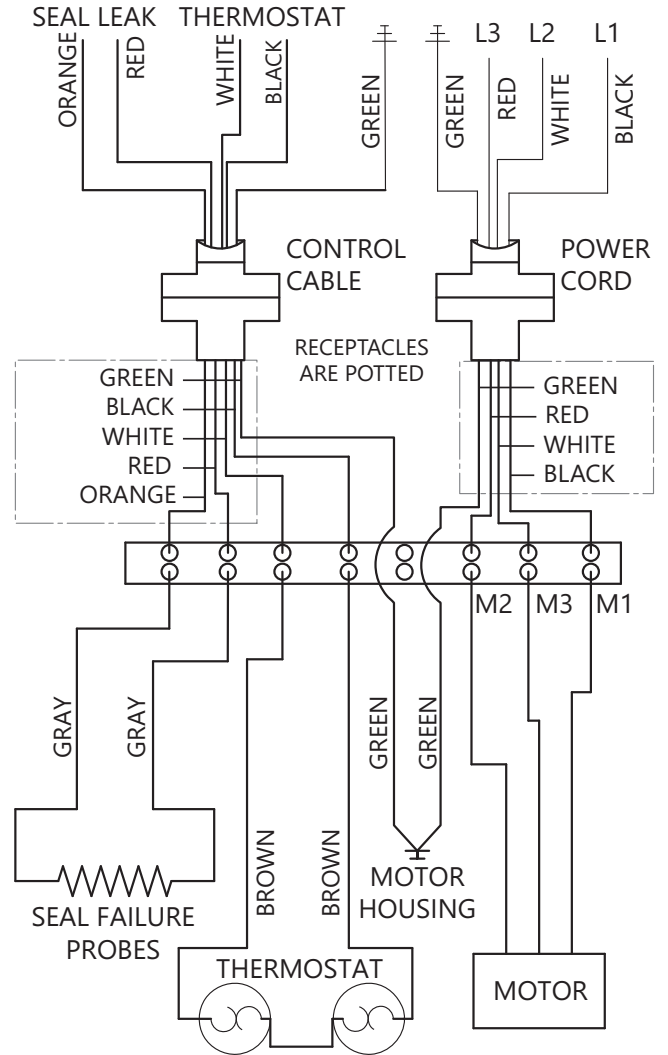 SEAL LEAK THERMOSTAT
L3 L2 L1
ORANGE
RED
WHITE
BLACK
GREEN
GREEN
RED
WHITE
BLACK
CONTROL
CABLE
POWER
CORD
RECEPTACLES
ARE POTTED
GREEN
BLACK
WHITE
RED
ORANGE
GREEN
RED
WHITE
BLACK
M2 M3 M1
GRAY
GRAY
BROWN
BROWN
GREEN
GREEN
SEAL FAILURE
PROBES
MOTOR
HOUSING
THERMOSTAT
MOTOR